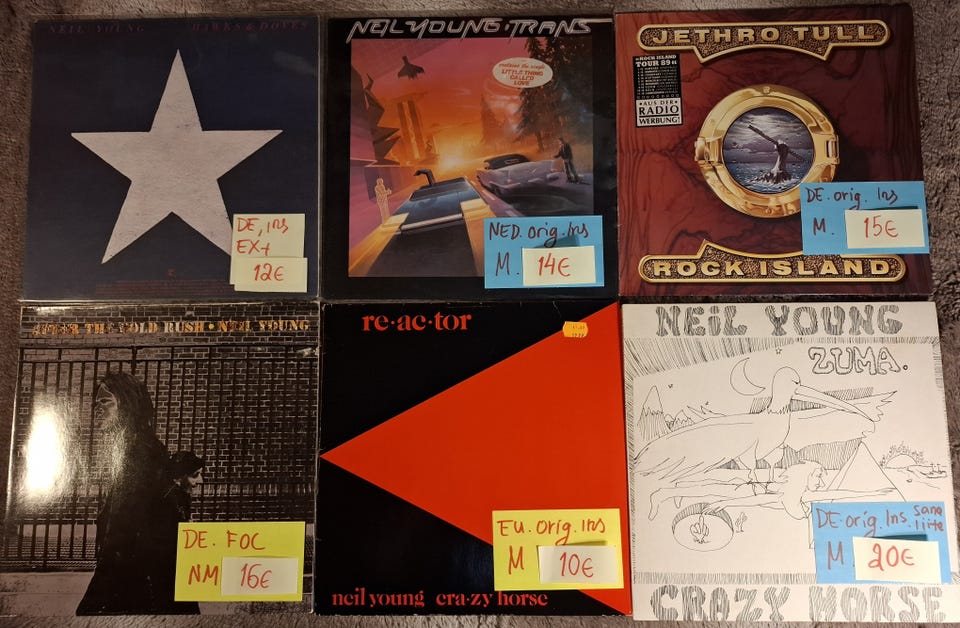 NEIL YOUNG HAWKS & DOVES
DE, ins
EX+
12€
NEIL YOUNG·TRANS
LITTLE THING
CALLED
LOVE
NED. orig. Ins
M. 14€
JETHRO TULL
»ROCK ISLAND
TOUR 89«
•AUS DER•
RADIO
WERBUNG!
DE. orig. Ins
M. 15€
ROCK ISLAND
AFTER THE GOLD RUSH • NEIL YOUNG
DE. FOC
NM 16€
re·ac·tor
EU. orig. Ins
M 10€
neil young cra·zy horse
NEIL YOUNG
ZUMA.
DE. orig. Ins
M 20€
CRAZY HORSE